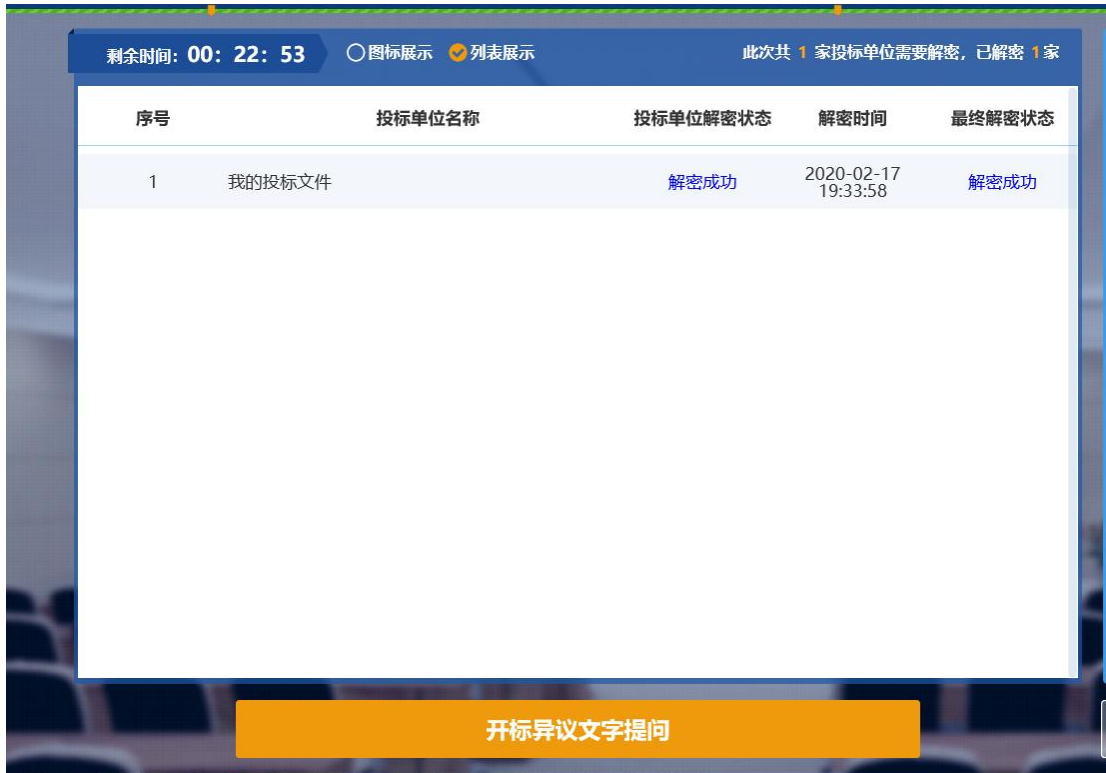 剩余时间：00：22：53 图标展示 列表展示 此次共 1 家投标单位需要解密，已解密 1 家
序号 投标单位名称 投标单位解密状态 解密时间 最终解密状态
1 我的投标文件 解密成功 2020-02-17 19:33:58 解密成功
开标异议文字提问